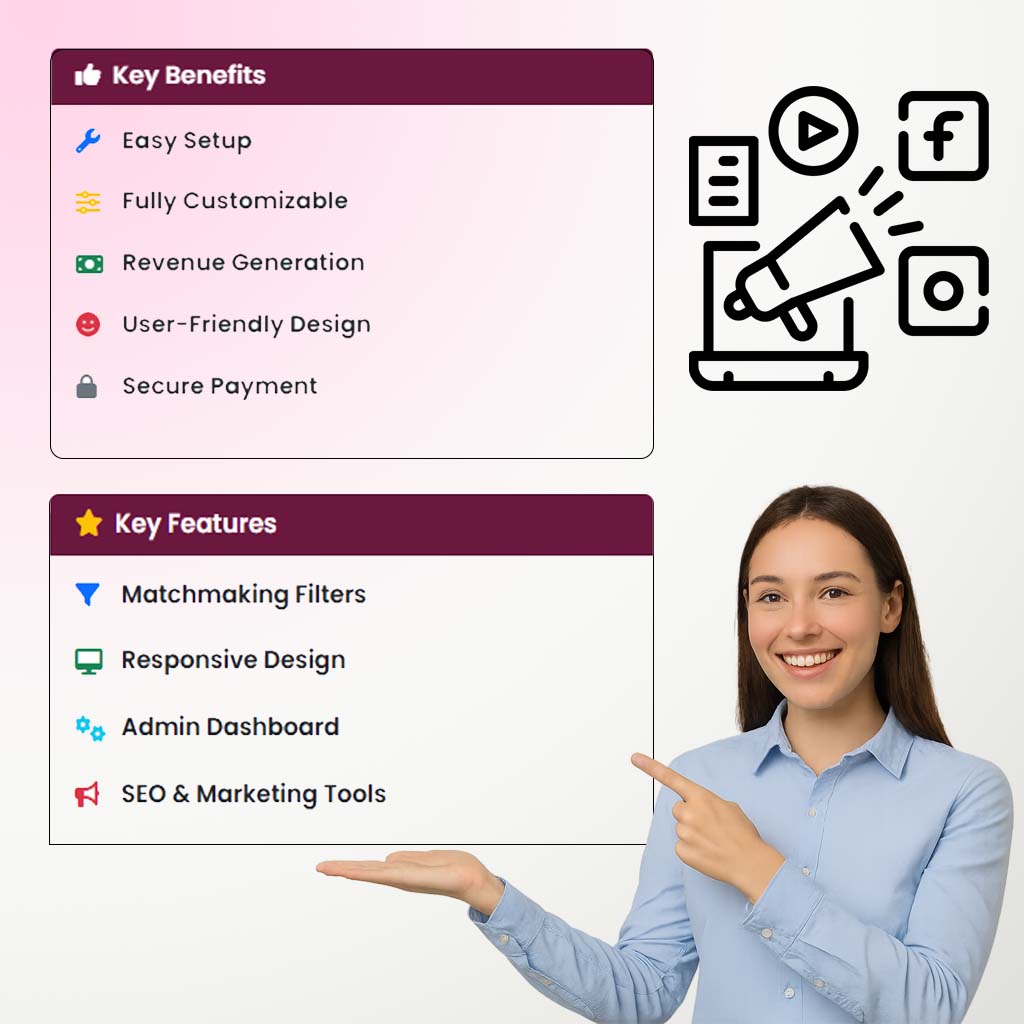 Key Benefits
Easy Setup
Fully Customizable
Revenue Generation
User-Friendly Design
Secure Payment
Key Features
Matchmaking Filters
Responsive Design
Admin Dashboard
SEO & Marketing Tools